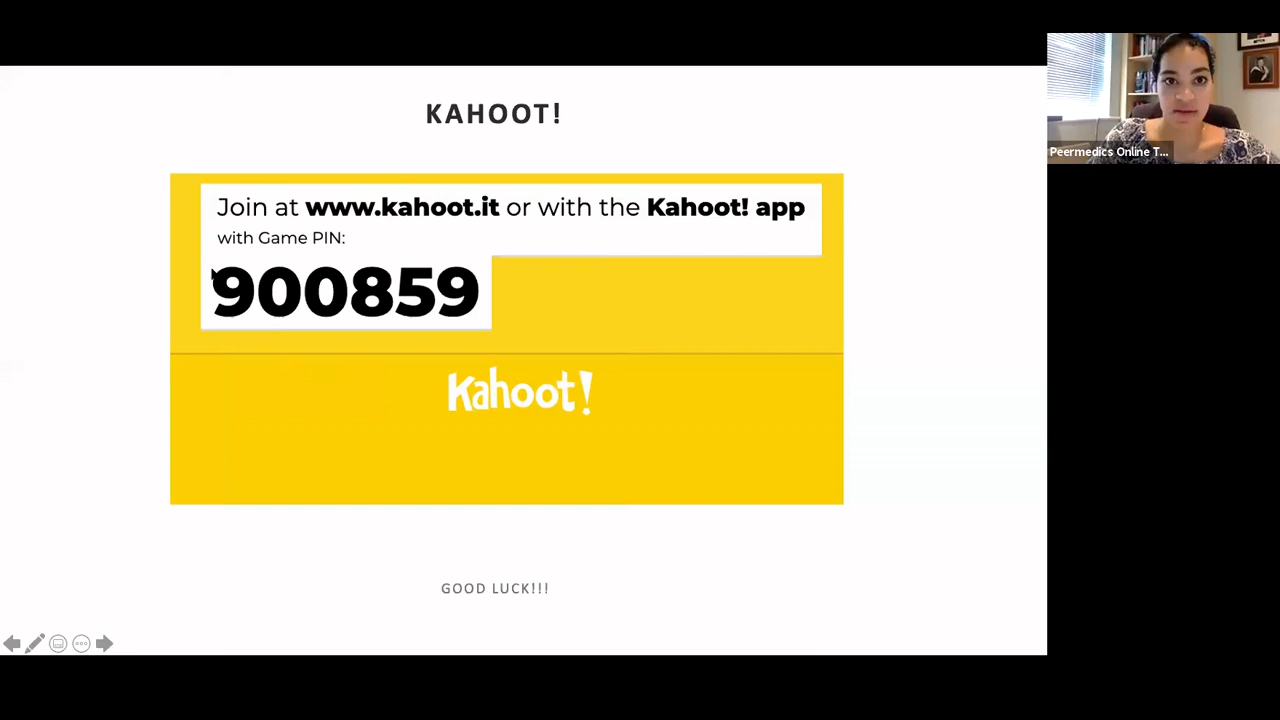 KAHOOT!
Join at www.kahoot.it or with the Kahoot! app
with Game PIN:
900859
Kahoot!
GOOD LUCK!!!
Peermedics Online T...